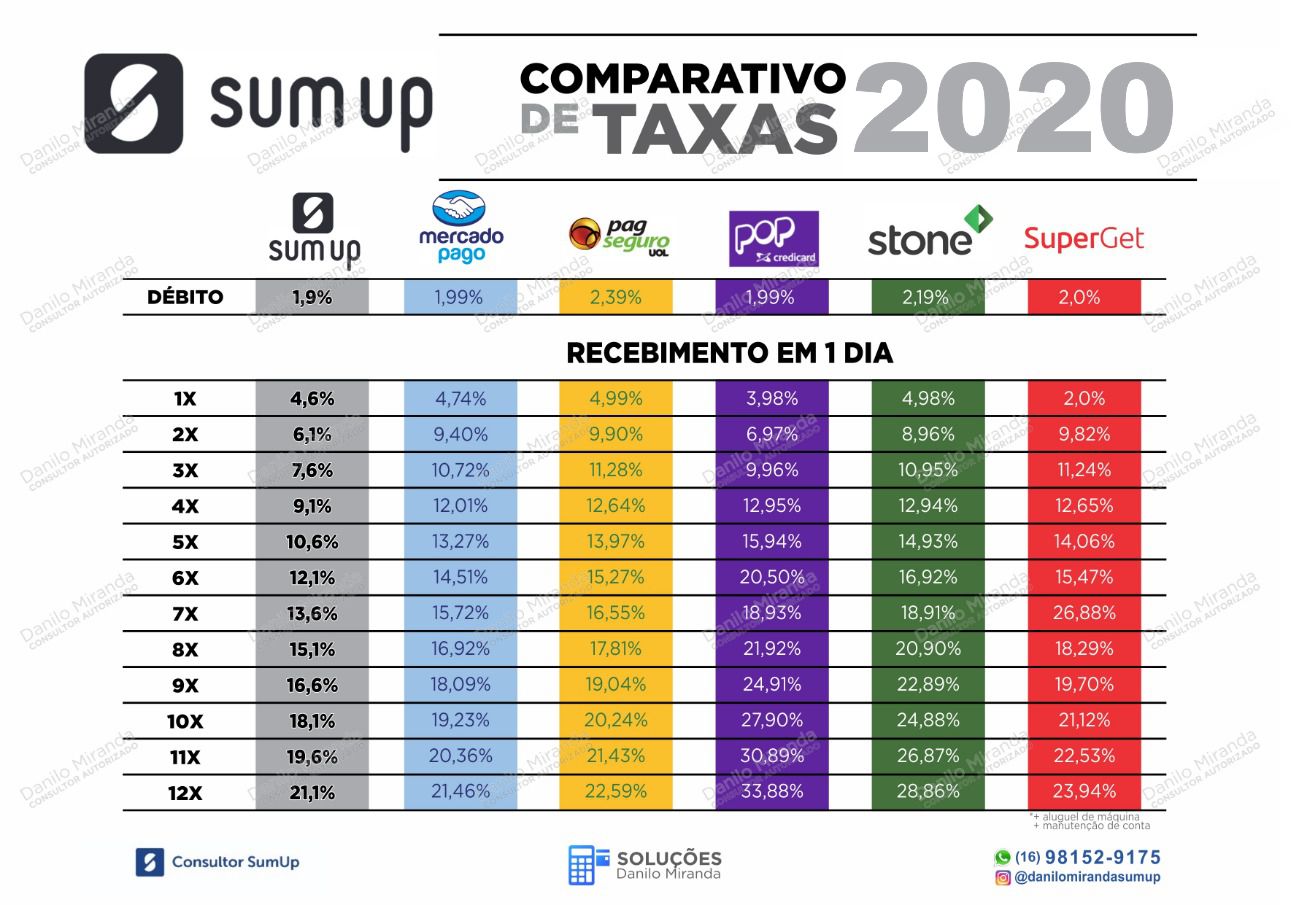 sumup
COMPARATIVO
DE TAXAS
2020
sumup
mercado
pago
pag
seguro
UOL
POP
credicard
stone
SuperGet
DÉBITO 1,9% 1,99% 2,39% 1,99% 2,19% 2,0%
RECEBIMENTO EM 1 DIA
1X 4,6% 4,74% 4,99% 3,98% 4,98% 2,0%
2X 6,1% 9,40% 9,90% 6,97% 8,96% 9,82%
3X 7,6% 10,72% 11,28% 9,96% 10,95% 11,24%
4X 9,1% 12,01% 12,64% 12,95% 12,94% 12,65%
5X 10,6% 13,27% 13,97% 15,94% 14,93% 14,06%
6X 12,1% 14,51% 15,27% 20,50% 16,92% 15,47%
7X 13,6% 15,72% 16,55% 18,93% 18,91% 26,88%
8X 15,1% 16,92% 17,81% 21,92% 20,90% 18,29%
9X 16,6% 18,09% 19,04% 24,91% 22,89% 19,70%
10X 18,1% 19,23% 20,24% 27,90% 24,88% 21,12%
11X 19,6% 20,36% 21,43% 30,89% 26,87% 22,53%
12X 21,1% 21,46% 22,59% 33,88% 28,86% 23,94%
*+ aluguel de máquina
+ manutenção de conta
Consultor SumUp
SOLUÇÕES
Danilo Miranda
(16) 98152-9175
@danilomirandasumup
Danilo Miranda
CONSULTOR AUTORIZADO